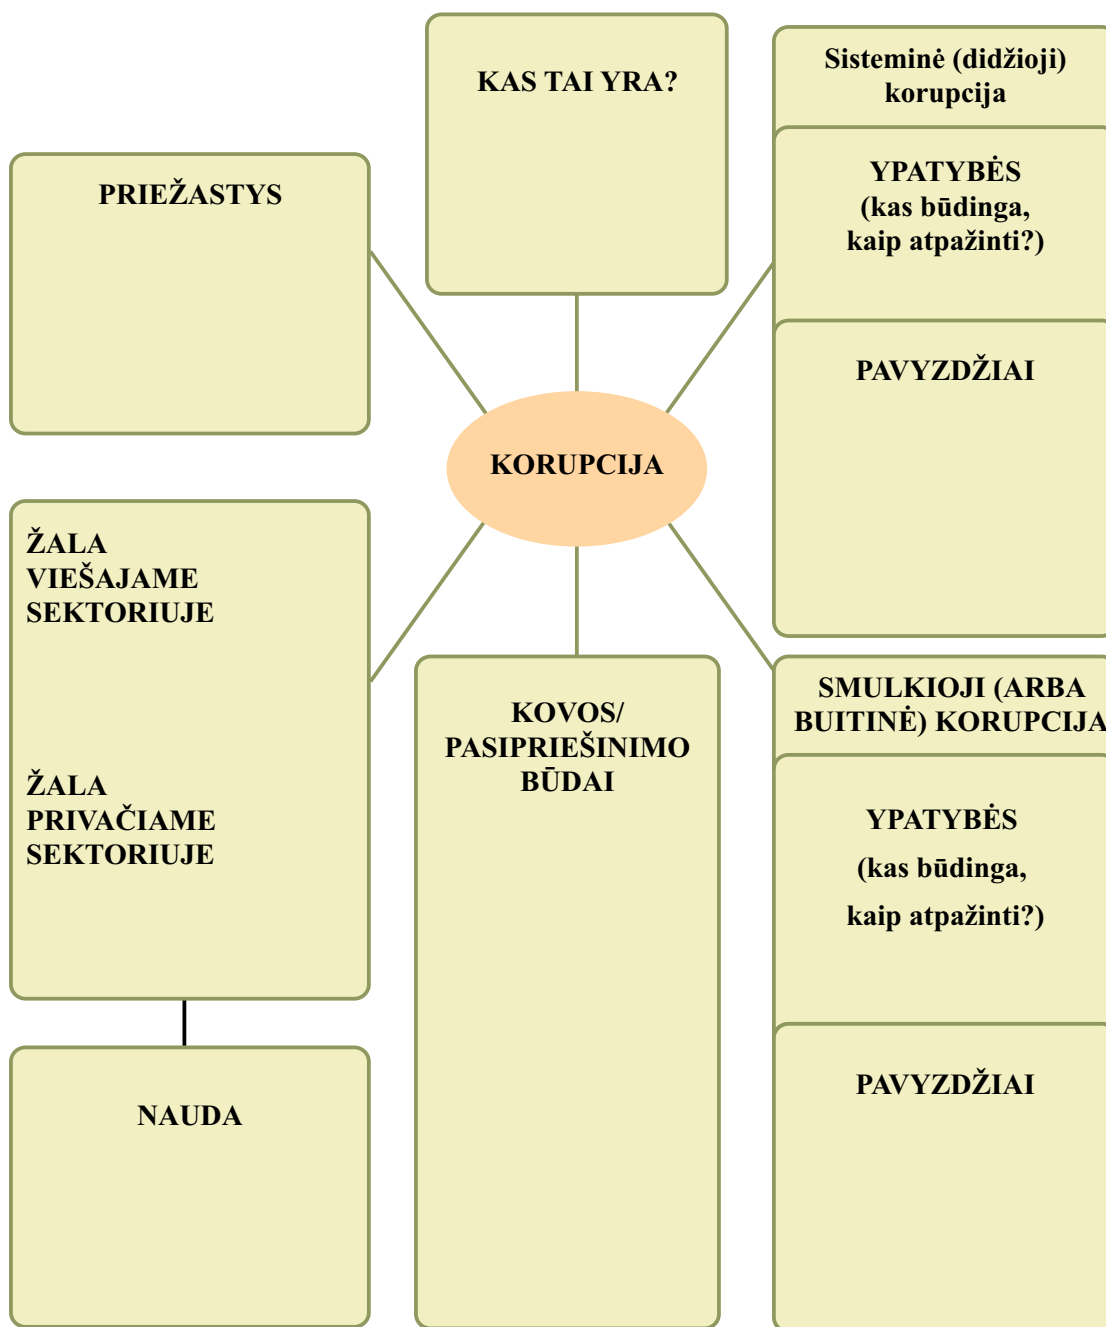 KAS TAI YRA?
Sisteminė (didžioji)
korupcija
YPATYBĖS
(kas būdinga,
kaip atpažinti?)
PAVYZDŽIAI
PRIEŽASTYS
KORUPCIJA
ŽALA
VIEŠAJAME
SEKTORIUJE
ŽALA
PRIVAČIAME
SEKTORIUJE
NAUDA
KOVOS/
PASIPRIEŠINIMO
BŪDAI
SMULKIOJI (ARBA
BUITINĖ) KORUPCIJA
YPATYBĖS
(kas būdinga,
kaip atpažinti?)
PAVYZDŽIAI